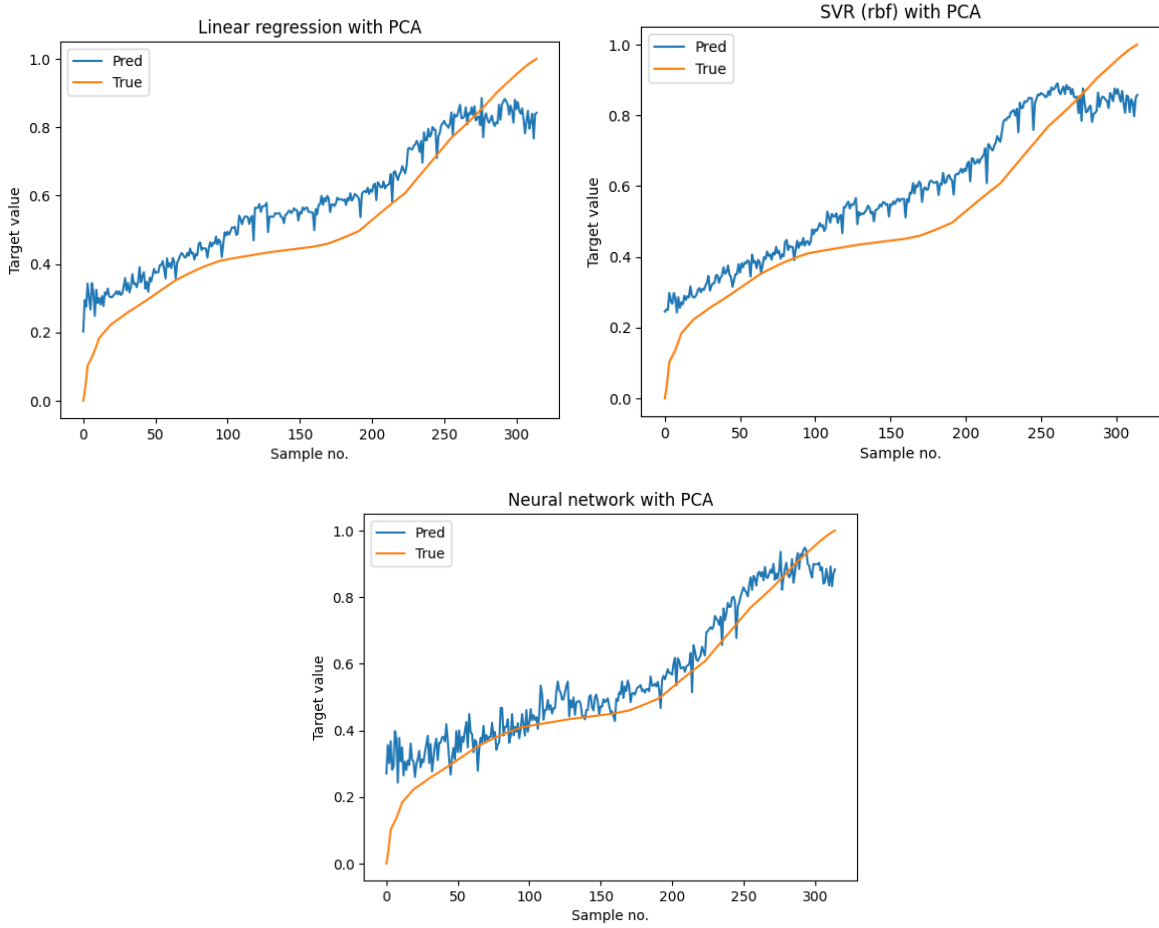 Linear regression with PCA
Pred
True
1.0
0.8
0.6
0.4
0.2
0.0
Target value
0 50 100 150 200 250 300
Sample no.
SVR (rbf) with PCA
Pred
True
1.0
0.8
0.6
0.4
0.2
0.0
Target value
0 50 100 150 200 250 300
Sample no.
Neural network with PCA
Pred
True
1.0
0.8
0.6
0.4
0.2
0.0
Target value
0 50 100 150 200 250 300
Sample no.